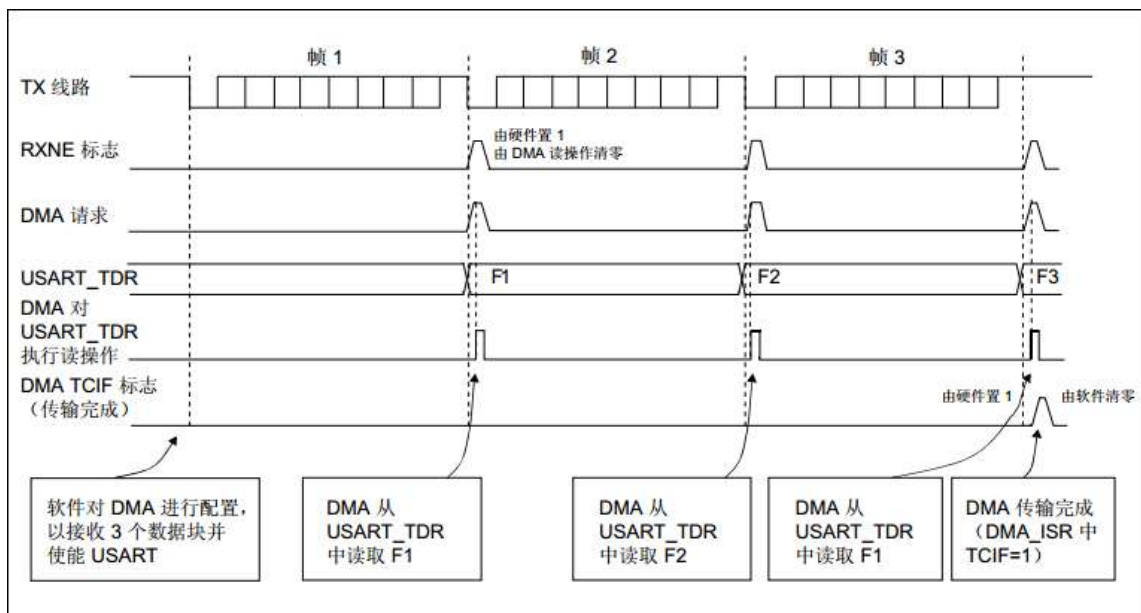 帧 1
帧 2
帧 3
TX 线路
RXNE 标志
由硬件置 1
由 DMA 读操作清零
DMA 请求
USART_TDR
F1
F2
F3
DMA 对
USART_TDR
执行读操作
DMA TCIF 标志
（传输完成）
由硬件置 1
由软件清零
软件对 DMA 进行配置，
以接收 3 个数据块并
使能 USART
DMA 从
USART_TDR
中读取 F1
DMA 从
USART_TDR
中读取 F2
DMA 从
USART_TDR
中读取 F1
DMA 传输完成
（DMA_ISR 中
TCIF=1）